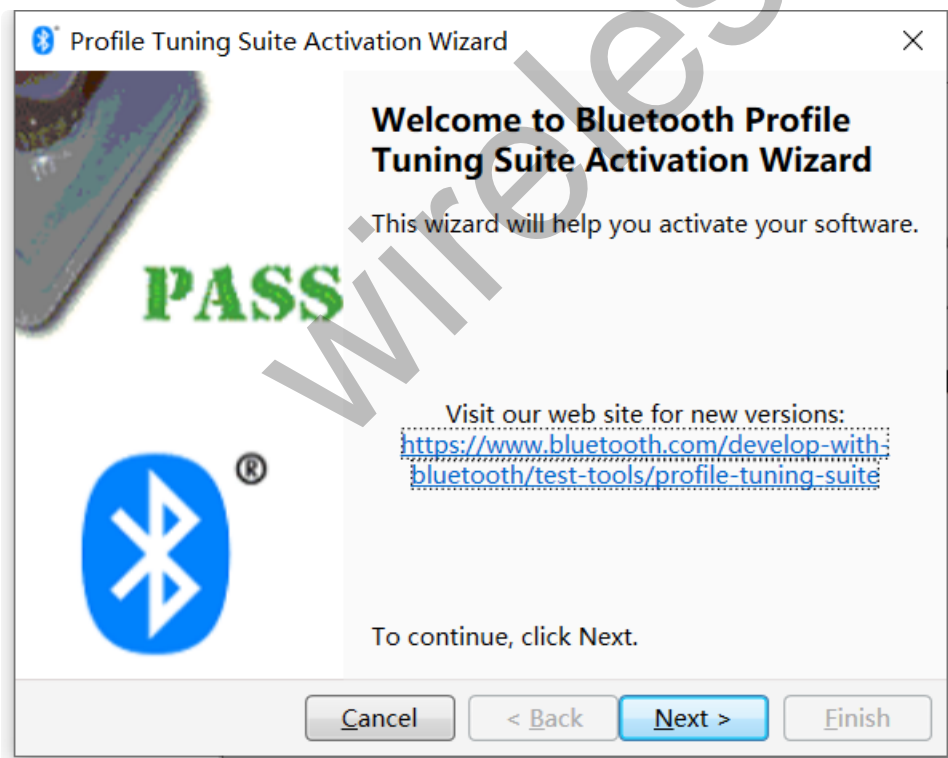 Profile Tuning Suite Activation Wizard
Welcome to Bluetooth Profile
Tuning Suite Activation Wizard
This wizard will help you activate your software.
PASS
Visit our web site for new versions:
https://www.bluetooth.com/develop-with-
bluetooth/test-tools/profile-tuning-suite
®
To continue, click Next.
Cancel
< Back
Next >
Finish
wireles